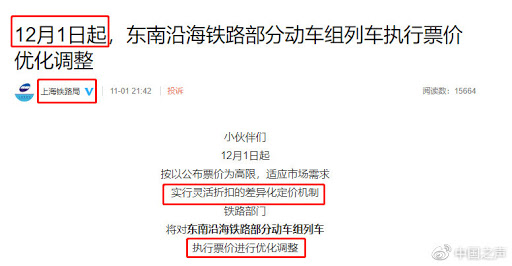 12月1日起，东南沿海铁路部分动车组列车执行票价
优化调整
上海铁路局 11-01 21:42 投诉 阅读数：15664
小伙伴们
12月1日起
按以公布票价为高限，适应市场需求
实行灵活折扣的差异化定价机制
铁路部门
将对东南沿海铁路部分动车组列车
执行票价进行优化调整
@中国之声